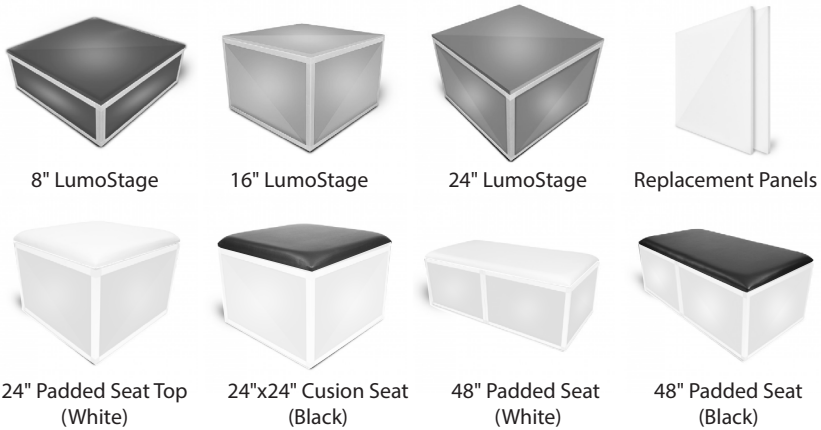 8" LumoStage
16" LumoStage
24" LumoStage
Replacement Panels
24" Padded Seat Top
(White)
24"x24" Cusion Seat
(Black)
48" Padded Seat
(White)
48" Padded Seat
(Black)